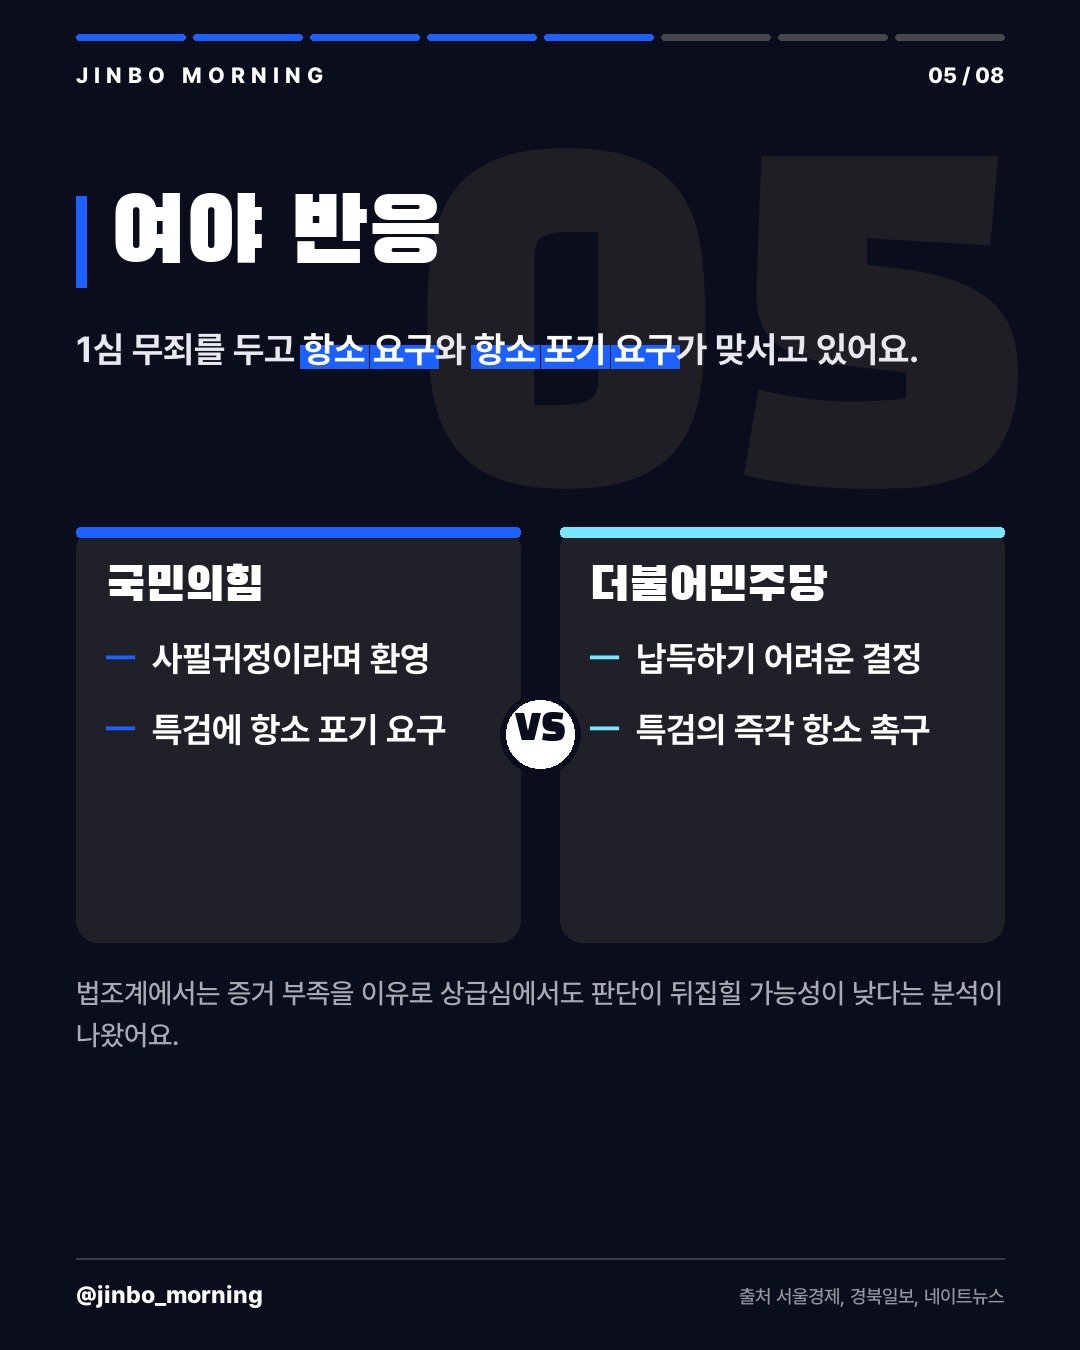 JINBO MORNING
05 / 08
05
여야 반응
1심 무죄를 두고 항소 요구와 항소 포기 요구가 맞서고 있어요.
국민의힘
— 사필귀정이라며 환영
— 특검에 항소 포기 요구
VS
더불어민주당
— 납득하기 어려운 결정
— 특검의 즉각 항소 촉구
법조계에서는 증거 부족을 이유로 상급심에서도 판단이 뒤집힐 가능성이 낮다는 분석이
나왔어요.
@jinbo_morning
출처 서울경제, 경북일보, 네이트뉴스